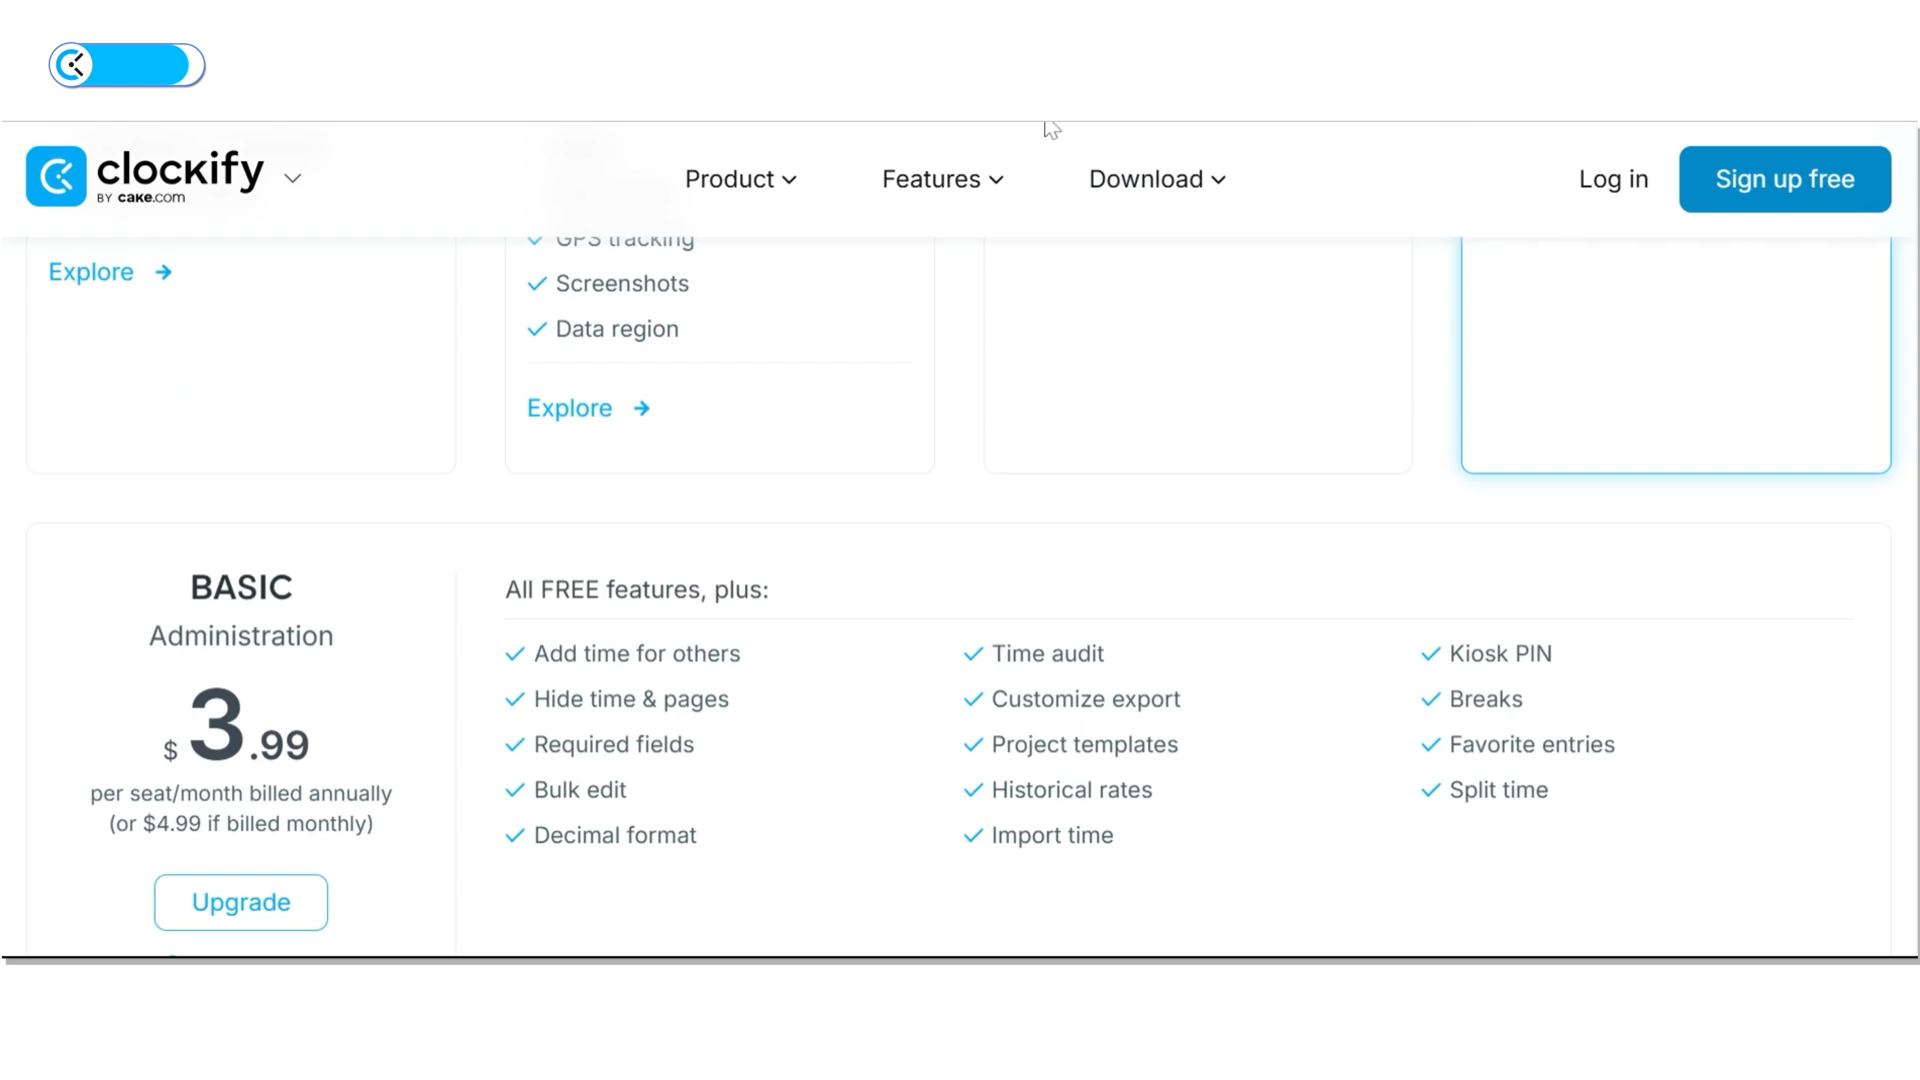 clockify
BY cake.com
Product
Features
Download
Log in
Sign up free
Explore
GPS tracking
Screenshots
Data region
Explore
BASIC
Administration
$ 3.99
per seat/month billed annually
(or $4.99 if billed monthly)
Upgrade
All FREE features, plus:
Add time for others
Hide time & pages
Required fields
Bulk edit
Decimal format
Time audit
Customize export
Project templates
Historical rates
Import time
Kiosk PIN
Breaks
Favorite entries
Split time